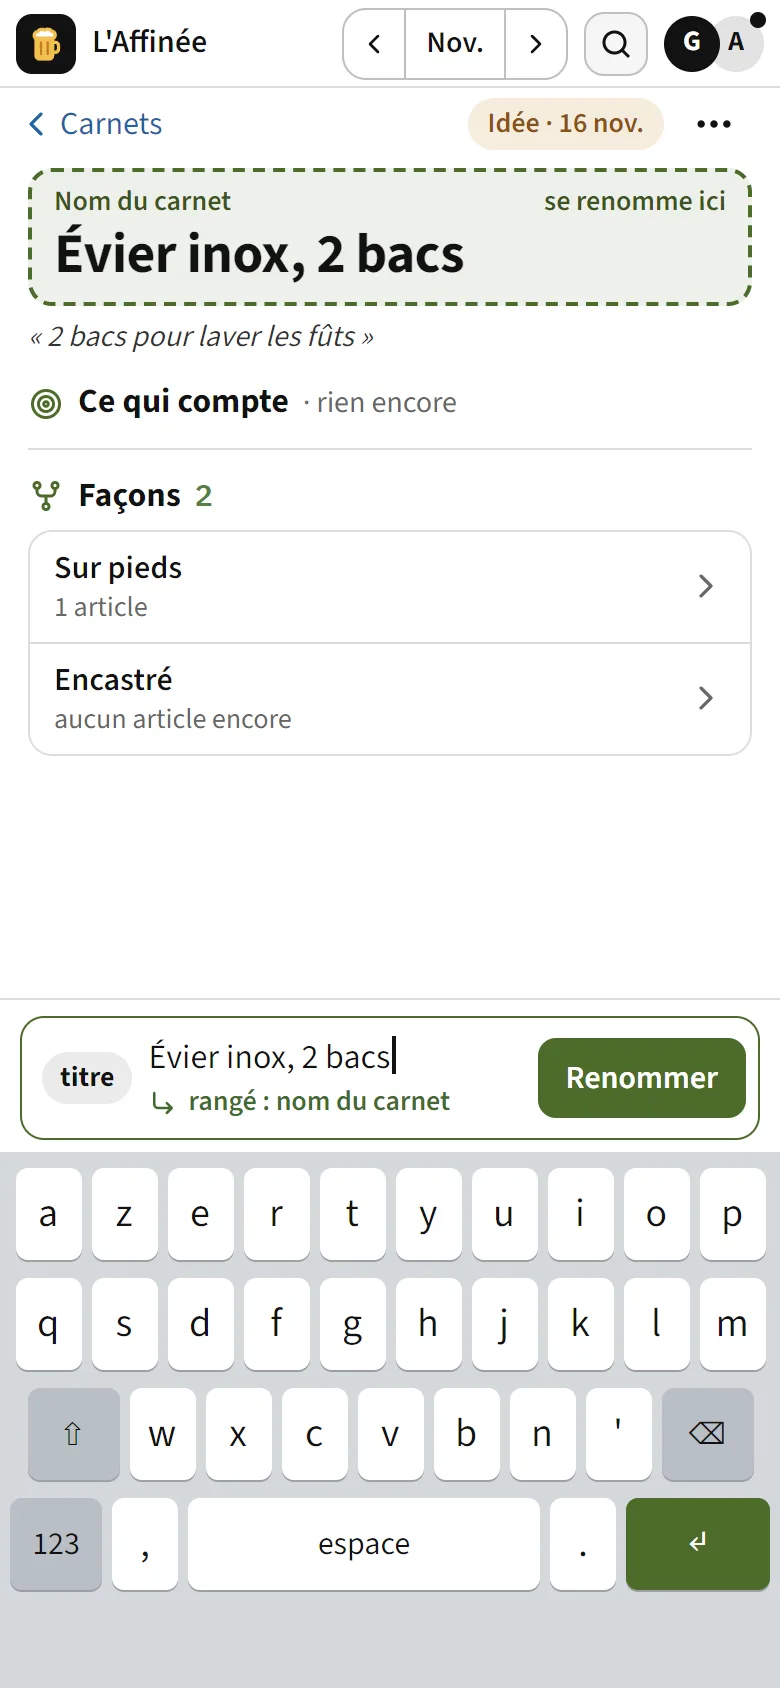 L'Affinée
Nov.
G
A
Carnets
Idée · 16 nov.
Nom du carnet
se renomme ici
Évier inox, 2 bacs
« 2 bacs pour laver les fûts »
Ce qui compte · rien encore
Façons 2
Sur pieds
1 article
Encastré
aucun article encore
titre
Évier inox, 2 bacs
rangé : nom du carnet
Renommer
a z e r t y u i o p
q s d f g h j k l m
⇧ w x c v b n ' ⌫
123 , espace . ↵